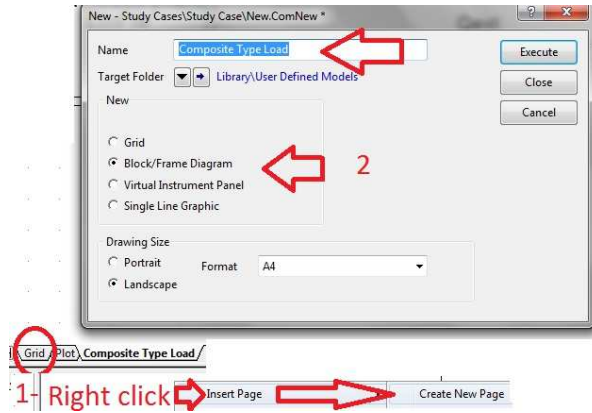 New - Study Cases\Study Case\New.ComNew *
Name Composite Type Load Execute
Target Folder Library\User Defined Models Close
New Cancel
Grid
Block/Frame Diagram 2
Virtual Instrument Panel
Single Line Graphic
Drawing Size
Portrait Format A4
Landscape
Grid Plot Composite Type Load
1- Right click Insert Page Create New Page